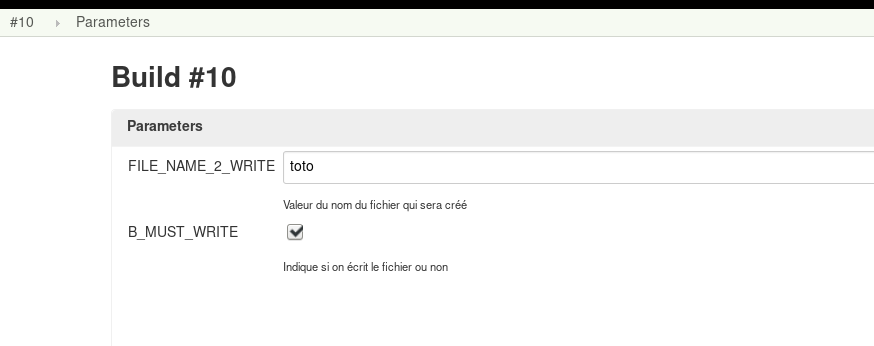 #10 Parameters
Build #10
Parameters
FILE_NAME_2_WRITE toto
Valeur du nom du fichier qui sera créé
B_MUST_WRITE
Indique si on écrit le fichier ou non